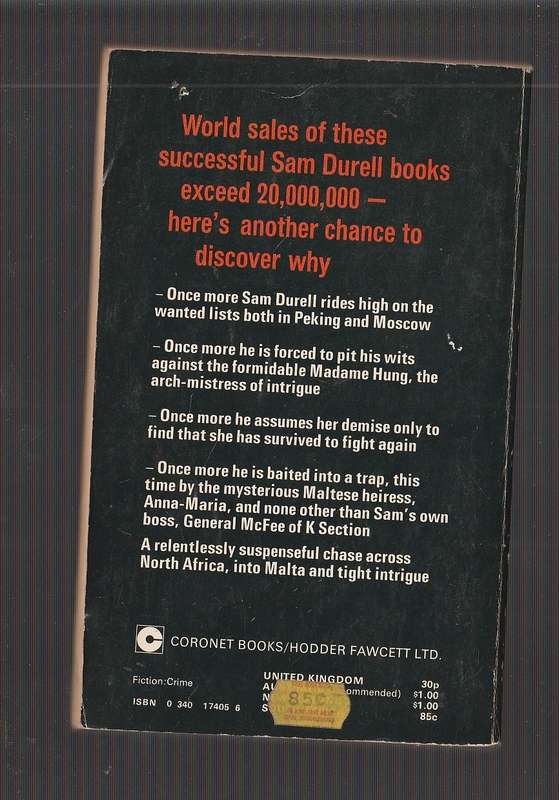 World sales of these
successful Sam Durell books
exceed 20,000,000 —
here's another chance to
discover why
– Once more Sam Durell rides high on the
wanted lists both in Peking and Moscow
– Once more he is forced to pit his wits
against the formidable Madame Hung, the
arch-mistress of intrigue
– Once more he assumes her demise only to
find that she has survived to fight again
– Once more he is baited into a trap, this
time by the mysterious Maltese heiress,
Anna-Maria, and none other than Sam's own
boss, General McFee of K Section
A relentlessly suspenseful chase across
North Africa, into Malta and tight intrigue
CORONET BOOKS/HODDER FAWCETT LTD.
Fiction:Crime
UNITED KINGDOM 30p
$1.00
$1.00
85c
ISBN 0 340 17405 6
85c